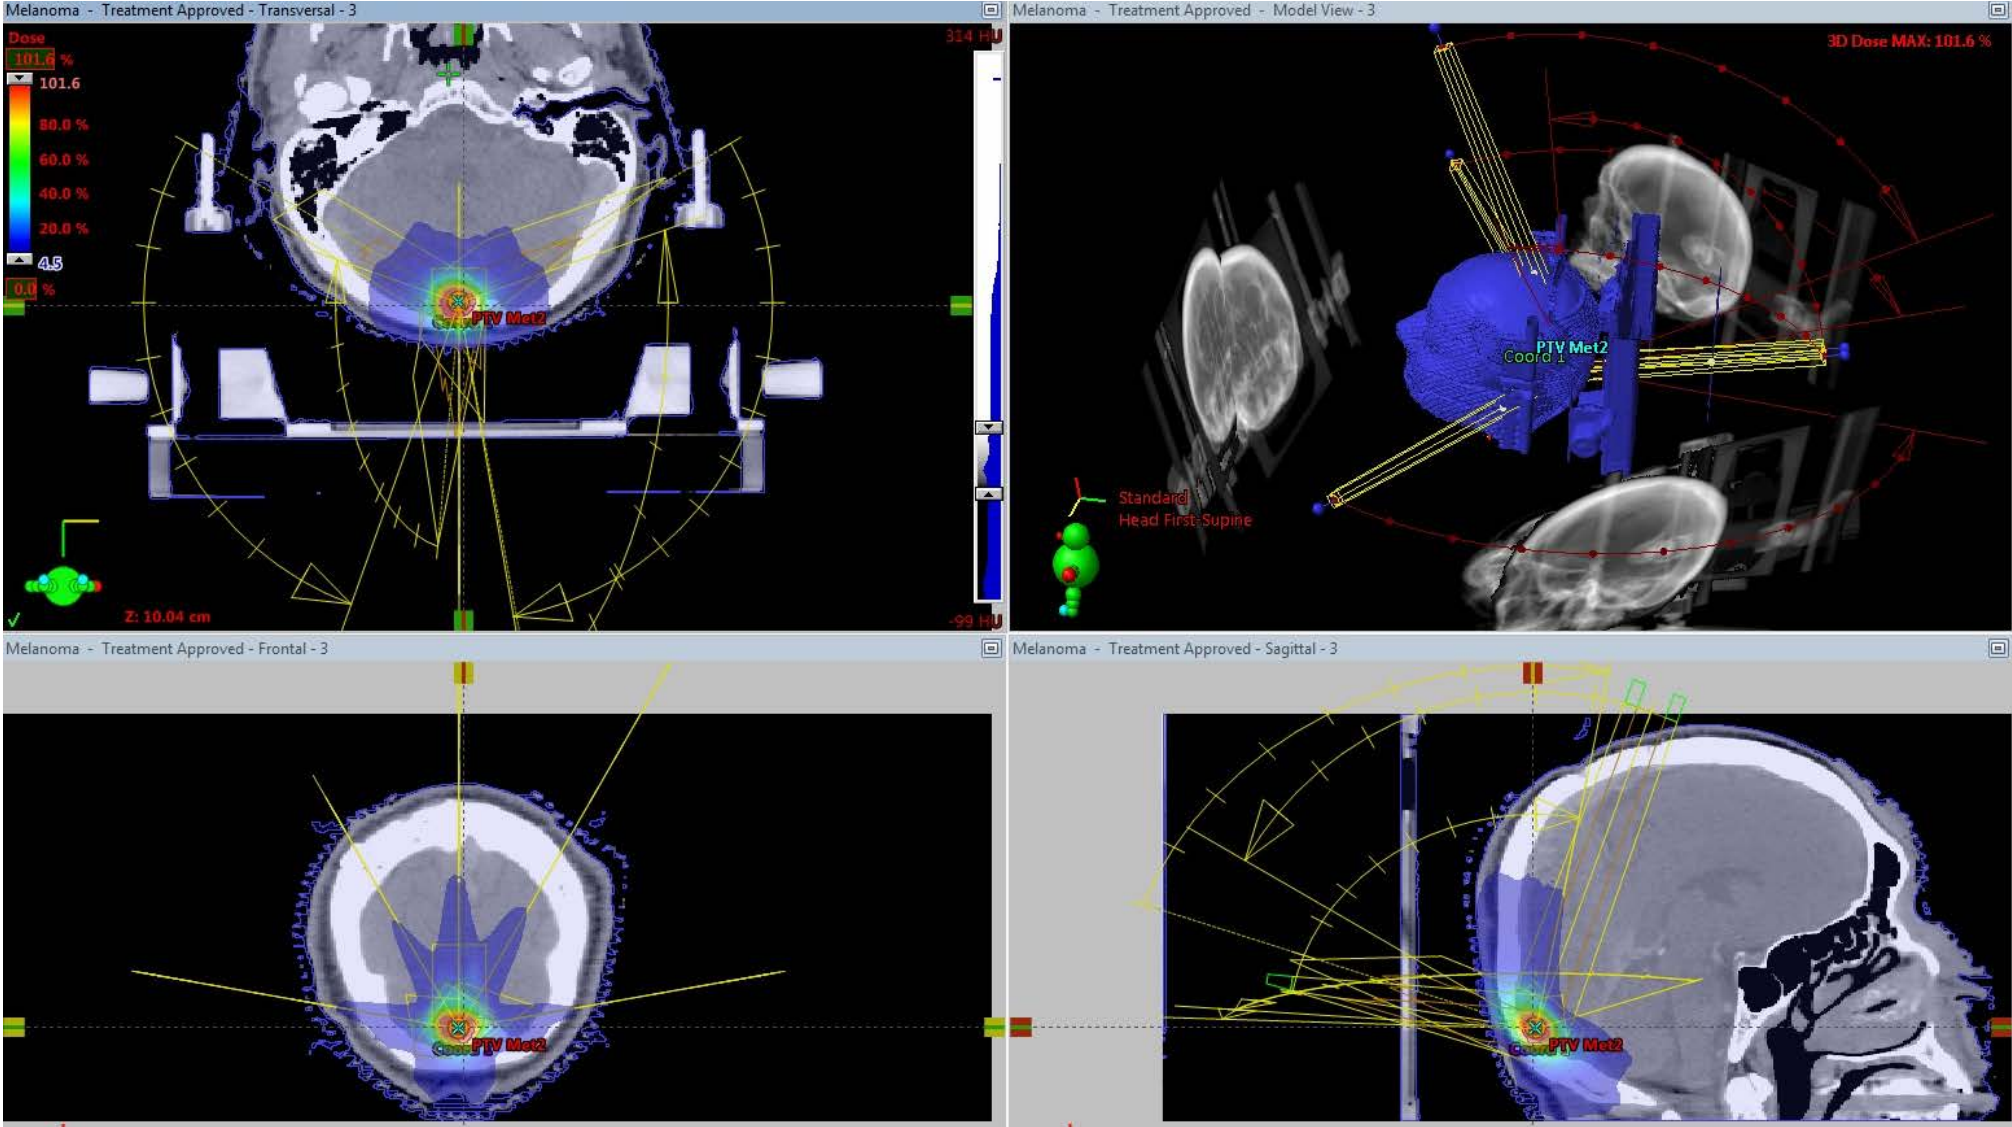 Melanoma - Treatment Approved - Transversal - 3
Dose
101.6 %
101.6
80.0 %
60.0 %
40.0 %
20.0 %
4.5
0.0 %
314 HU
PTV Met2
Z: 10.04 cm
-99 HU
Melanoma - Treatment Approved - Model View - 3
3D Dose MAX: 101.6 %
PTV Met2
Coord 1
Standard
Head First-Supine
Melanoma - Treatment Approved - Frontal - 3
PTV Met2
Melanoma - Treatment Approved - Sagittal - 3
PTV Met2